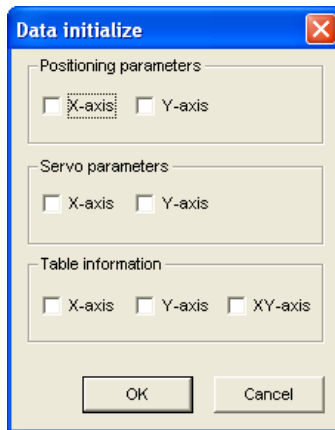 Data initialize
Positioning parameters
X-axis Y-axis
Servo parameters
X-axis Y-axis
Table information
X-axis Y-axis XY-axis
OK Cancel